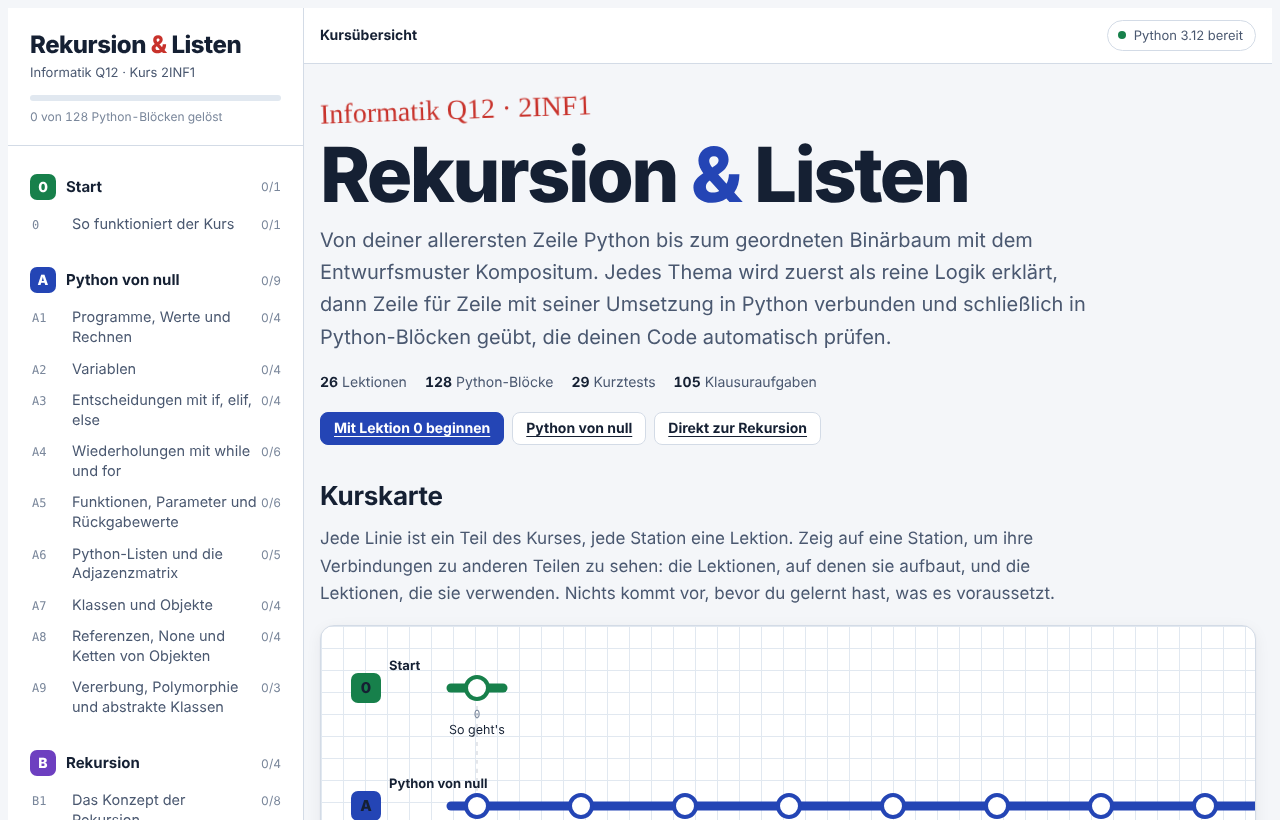 Rekursion & Listen
Informatik Q12 · Kurs 2INF1
0 von 128 Python-Blöcken gelöst
0 Start 0/1
0 So funktioniert der Kurs 0/1
A Python von null 0/9
A1 Programme, Werte und 0/4
Rechnen
A2 Variablen 0/4
A3 Entscheidungen mit if, elif, 0/4
else
A4 Wiederholungen mit while 0/6
und for
A5 Funktionen, Parameter und 0/6
Rückgabewerte
A6 Python-Listen und die 0/5
Adjazenzmatrix
A7 Klassen und Objekte 0/4
A8 Referenzen, None und 0/4
Ketten von Objekten
A9 Vererbung, Polymorphie 0/3
und abstrakte Klassen
B Rekursion 0/4
B1 Das Konzept der 0/8
Rekursion
Kursübersicht
Python 3.12 bereit
Informatik Q12 · 2INF1
Rekursion & Listen
Von deiner allerersten Zeile Python bis zum geordneten Binärbaum mit dem
Entwurfsmuster Kompositum. Jedes Thema wird zuerst als reine Logik erklärt,
dann Zeile für Zeile mit seiner Umsetzung in Python verbunden und schließlich in
Python-Blöcken geübt, die deinen Code automatisch prüfen.
26 Lektionen 128 Python-Blöcke 29 Kurztests 105 Klausuraufgaben
Mit Lektion 0 beginnen Python von null Direkt zur Rekursion
Kurskarte
Jede Linie ist ein Teil des Kurses, jede Station eine Lektion. Zeig auf eine Station, um ihre
Verbindungen zu anderen Teilen zu sehen: die Lektionen, auf denen sie aufbaut, und die
Lektionen, die sie verwenden. Nichts kommt vor, bevor du gelernt hast, was es voraussetzt.
Start
0
0
So geht's
Python von null
A